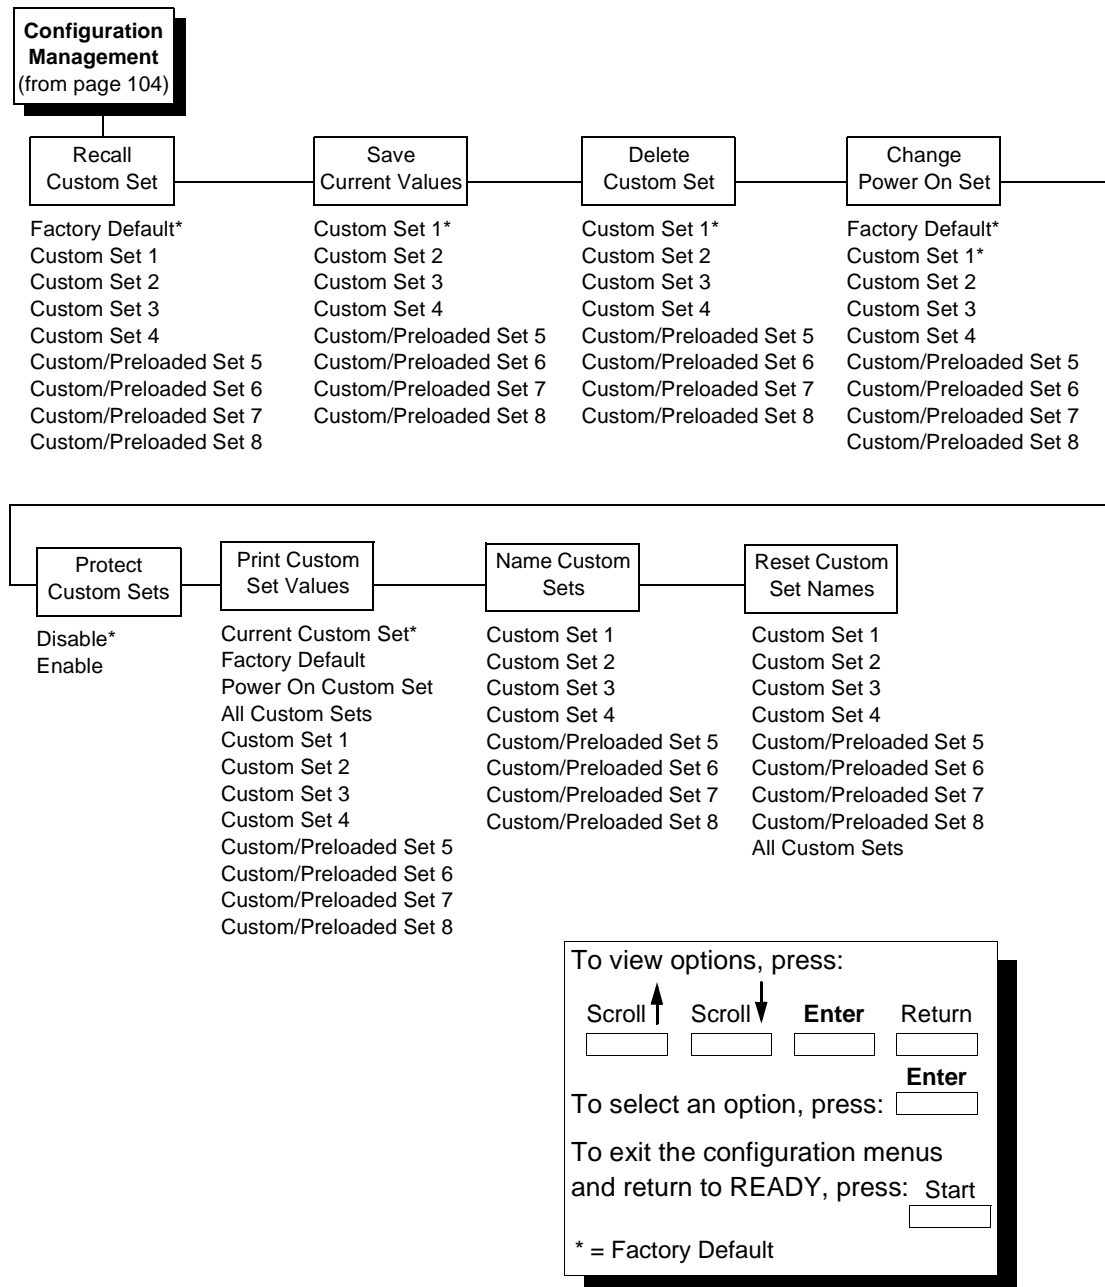 Configuration
Management
(from page 104)
Recall
Custom Set
Factory Default*
Custom Set 1
Custom Set 2
Custom Set 3
Custom Set 4
Custom/Preloaded Set 5
Custom/Preloaded Set 6
Custom/Preloaded Set 7
Custom/Preloaded Set 8
Save
Current Values
Custom Set 1*
Custom Set 2
Custom Set 3
Custom Set 4
Custom/Preloaded Set 5
Custom/Preloaded Set 6
Custom/Preloaded Set 7
Custom/Preloaded Set 8
Delete
Custom Set
Custom Set 1*
Custom Set 2
Custom Set 3
Custom Set 4
Custom/Preloaded Set 5
Custom/Preloaded Set 6
Custom/Preloaded Set 7
Custom/Preloaded Set 8
Change
Power On Set
Factory Default*
Custom Set 1*
Custom Set 2
Custom Set 3
Custom Set 4
Custom/Preloaded Set 5
Custom/Preloaded Set 6
Custom/Preloaded Set 7
Custom/Preloaded Set 8
Protect
Custom Sets
Disable*
Enable
Print Custom
Set Values
Current Custom Set*
Factory Default
Power On Custom Set
All Custom Sets
Custom Set 1
Custom Set 2
Custom Set 3
Custom Set 4
Custom/Preloaded Set 5
Custom/Preloaded Set 6
Custom/Preloaded Set 7
Custom/Preloaded Set 8
Name Custom
Sets
Custom Set 1
Custom Set 2
Custom Set 3
Custom Set 4
Custom/Preloaded Set 5
Custom/Preloaded Set 6
Custom/Preloaded Set 7
Custom/Preloaded Set 8
Reset Custom
Set Names
Custom Set 1
Custom Set 2
Custom Set 3
Custom Set 4
Custom/Preloaded Set 5
Custom/Preloaded Set 6
Custom/Preloaded Set 7
Custom/Preloaded Set 8
All Custom Sets
To view options, press:
Scroll Scroll Enter Return
Enter
To select an option, press:
To exit the configuration menus
and return to READY, press: Start
* = Factory Default